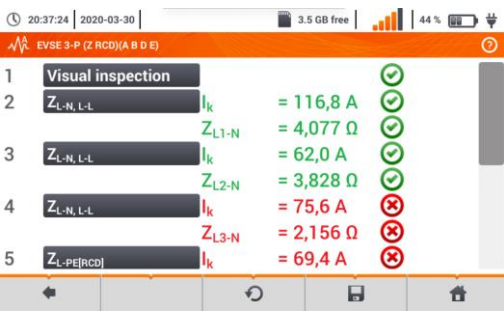 20:37:24 2020-03-30 3.5 GB free 44 %
EVSE 3-P (Z RCD)(A B D E)
1 Visual inspection
2 ZL-N, L-L Ik = 116,8 A
ZL1-N = 4,077 Ω
3 ZL-N, L-L Ik = 62,0 A
ZL2-N = 3,828 Ω
4 ZL-N, L-L Ik = 75,6 A
ZL3-N = 2,156 Ω
5 ZL-PE[RCD] Ik = 69,4 A